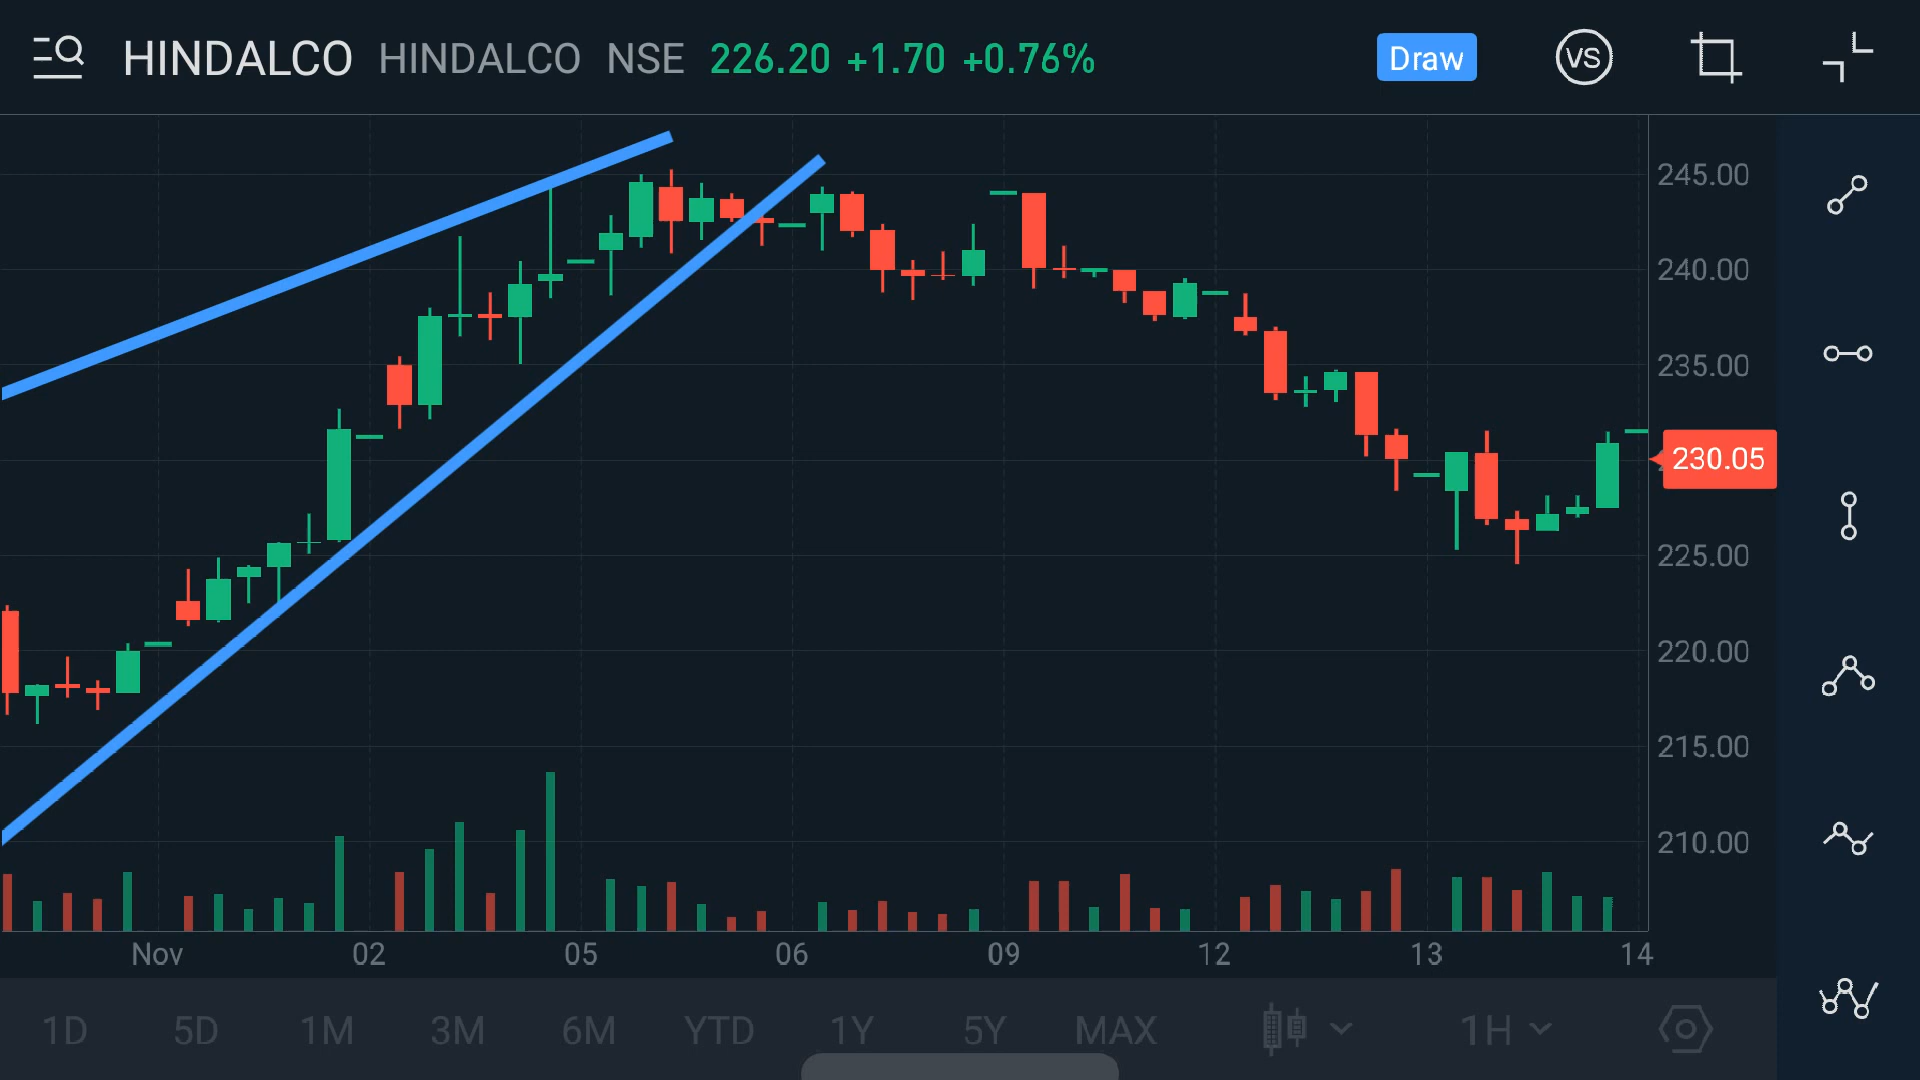 HINDALCO HINDALCO NSE 226.20 +1.70 +0.76% Draw VS
245.00
240.00
235.00
230.05
225.00
220.00
215.00
210.00
Nov 02 05 06 09 12 13 14
1D 5D 1M 3M 6M YTD 1Y 5Y MAX 1H